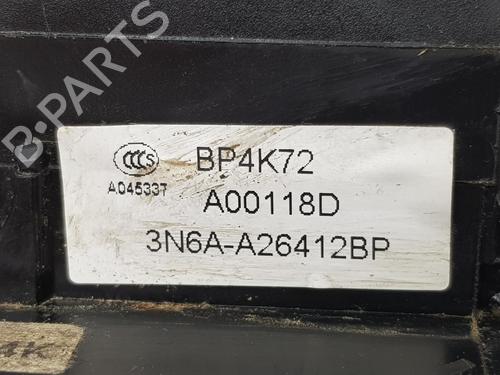 B-PARTS
CCC S
BP4K72
A045337
A00118D
3N6A-A26412BP